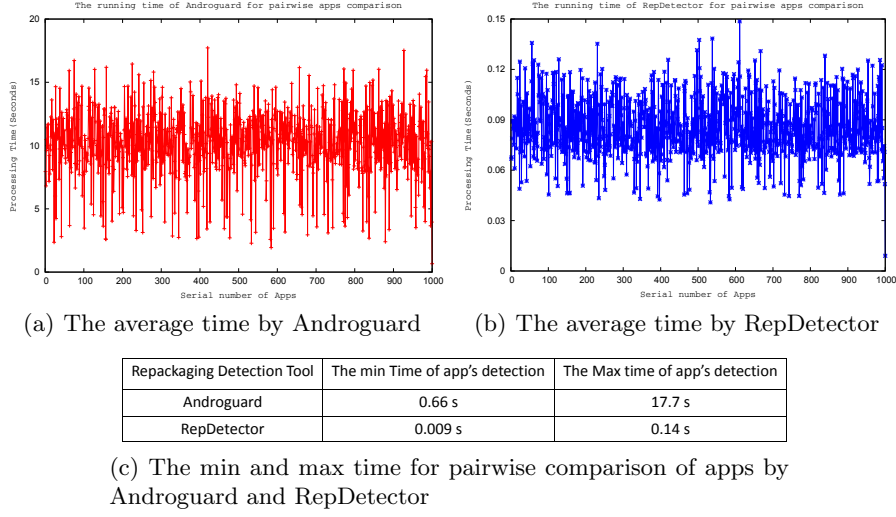 The running time of Androguard for pairwise apps comparison
20
15
10
5
0
Processing Time(Seconds)
0 100 200 300 400 500 600 700 800 900 1000
Serial number of Apps
(a) The average time by Androguard
The running time of RepDetector for pairwise apps comparison
0.15
0.12
0.09
0.06
0.03
0
Processing Time(Seconds)
0 100 200 300 400 500 600 700 800 900 1000
Serial number of Apps
(b) The average time by RepDetector
Repackaging Detection Tool The min Time of app's detection The Max time of app's detection
Androguard 0.66 s 17.7 s
RepDetector 0.009 s 0.14 s
(c) The min and max time for pairwise comparison of apps by
Androguard and RepDetector